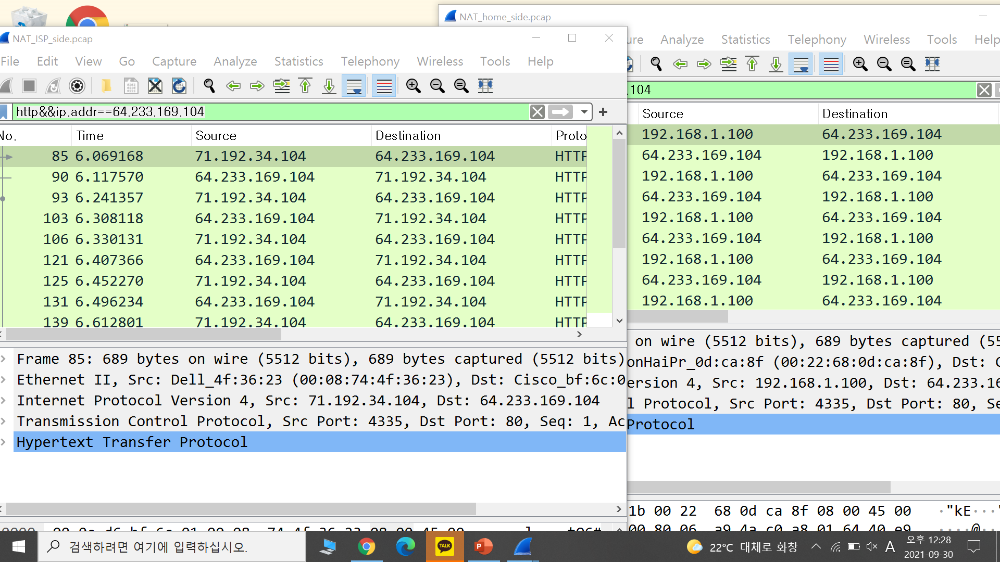 NAT_home_side.pcap
ure Analyze Statistics Telephony Wireless Tools Help
.104
Source Destination
192.168.1.100 64.233.169.104
64.233.169.104 192.168.1.100
192.168.1.100 64.233.169.104
64.233.169.104 192.168.1.100
192.168.1.100 64.233.169.104
64.233.169.104 192.168.1.100
192.168.1.100 64.233.169.104
64.233.169.104 192.168.1.100
192.168.1.100 64.233.169.104
on wire (5512 bits), 689 bytes captured (55
onHaiPr_0d:ca:8f (00:22:68:0d:ca:8f), Dst: C
ersion 4, Src: 192.168.1.100, Dst: 64.233.16
l Protocol, Src Port: 4335, Dst Port: 80, Se
Protocol
1b 00 22 68 0d ca 8f 08 00 45 00 ·"kE···"
00 80 06 a9 4a c0 a8 01 64 40 e9 ····@·
NAT_ISP_side.pcap
File Edit View Go Capture Analyze Statistics Telephony Wireless Tools Help
http&&ip.addr==64.233.169.104
No. Time Source Destination Proto
85 6.069168 71.192.34.104 64.233.169.104 HTTP
90 6.117570 64.233.169.104 71.192.34.104 HTTP
93 6.241357 71.192.34.104 64.233.169.104 HTTP
103 6.308118 64.233.169.104 71.192.34.104 HTTP
106 6.330131 71.192.34.104 64.233.169.104 HTTP
121 6.407366 64.233.169.104 71.192.34.104 HTTP
125 6.452270 71.192.34.104 64.233.169.104 HTTP
131 6.496234 64.233.169.104 71.192.34.104 HTTP
139 6.612801 71.192.34.104 64.233.169.104 HTTP
Frame 85: 689 bytes on wire (5512 bits), 689 bytes captured (5512 bits)
Ethernet II, Src: Dell_4f:36:23 (00:08:74:4f:36:23), Dst: Cisco_bf:6c:0
Internet Protocol Version 4, Src: 71.192.34.104, Dst: 64.233.169.104
Transmission Control Protocol, Src Port: 4335, Dst Port: 80, Seq: 1, Ac
Hypertext Transfer Protocol
검색하려면 여기에 입력하십시오.
TALK
22℃ 대체로 화창
A
오후 12:28
2021-09-30